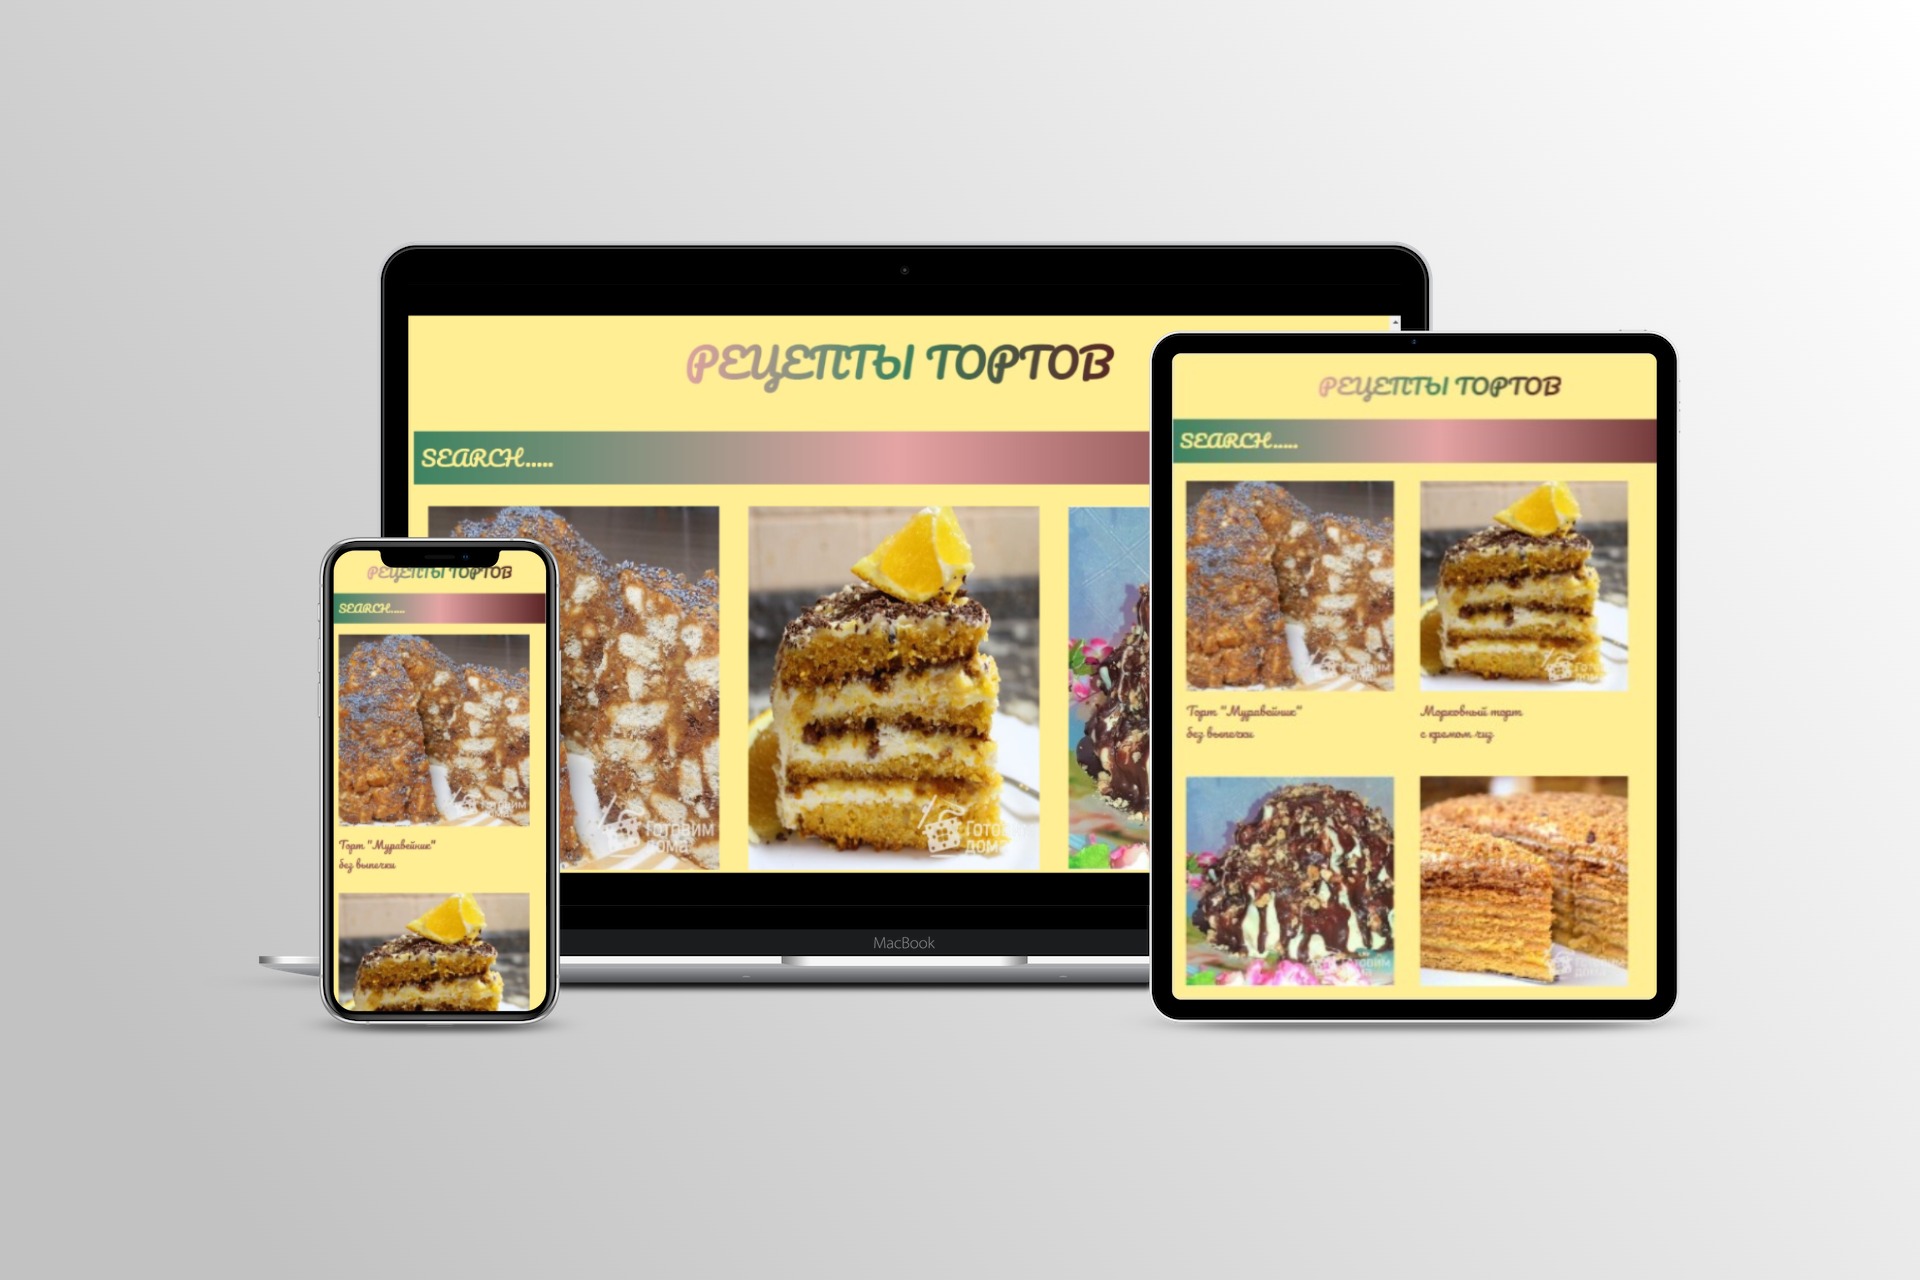 РЕЦЕПТЫ ТОРТОВ
SEARCH.....
Готовим
дома
Готовим
дома
MacBook
РЕЦЕПТЫ ТОРТОВ
SEARCH.....
Торт "Муравейник"
без выпечки
РЕЦЕПТЫ ТОРТОВ
SEARCH.....
Готовим
Торт "Муравейник"
без выпечки
Морковный торт
с кремом чиз